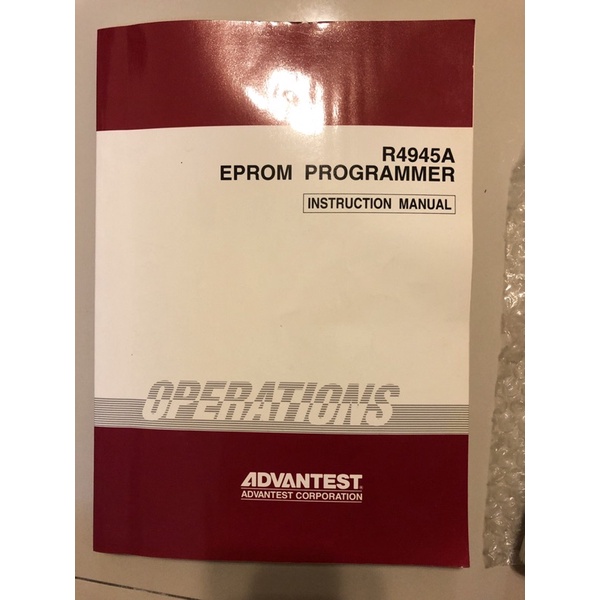 R4945A
EPROM PROGRAMMER
INSTRUCTION MANUAL
OPERATIONS
ADVANTEST
ADVANTEST CORPORATION